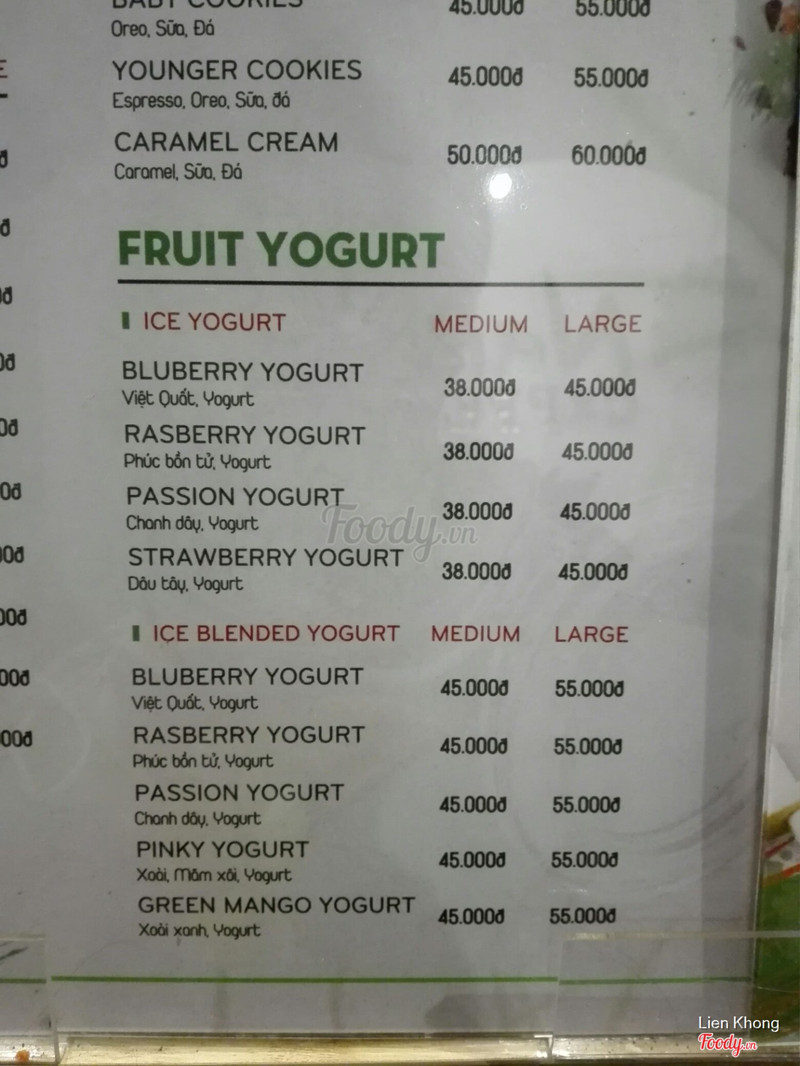 BABY COOKIES 45.000đ 55.000đ
Oreo, Sữa, Đá
YOUNGER COOKIES 45.000đ 55.000đ
Espresso, Oreo, Sữa, đá
CARAMEL CREAM 50.000đ 60.000đ
Caramel, Sữa, Đá
FRUIT YOGURT
ICE YOGURT MEDIUM LARGE
BLUBERRY YOGURT 38.000đ 45.000đ
Việt Quất, Yogurt
RASBERRY YOGURT 38.000đ 45.000đ
Phúc bồn tử, Yogurt
PASSION YOGURT 38.000đ 45.000đ
Chanh dây, Yogurt
STRAWBERRY YOGURT 38.000đ 45.000đ
Dâu tây, Yogurt
ICE BLENDED YOGURT MEDIUM LARGE
BLUBERRY YOGURT 45.000đ 55.000đ
Việt Quất, Yogurt
RASBERRY YOGURT 45.000đ 55.000đ
Phúc bồn tử, Yogurt
PASSION YOGURT 45.000đ 55.000đ
Chanh dây, Yogurt
PINKY YOGURT 45.000đ 55.000đ
Xoài, Mâm xôi, Yogurt
GREEN MANGO YOGURT 45.000đ 55.000đ
Xoài xanh, Yogurt
Foody.vn
Lien Khong
Foody.vn